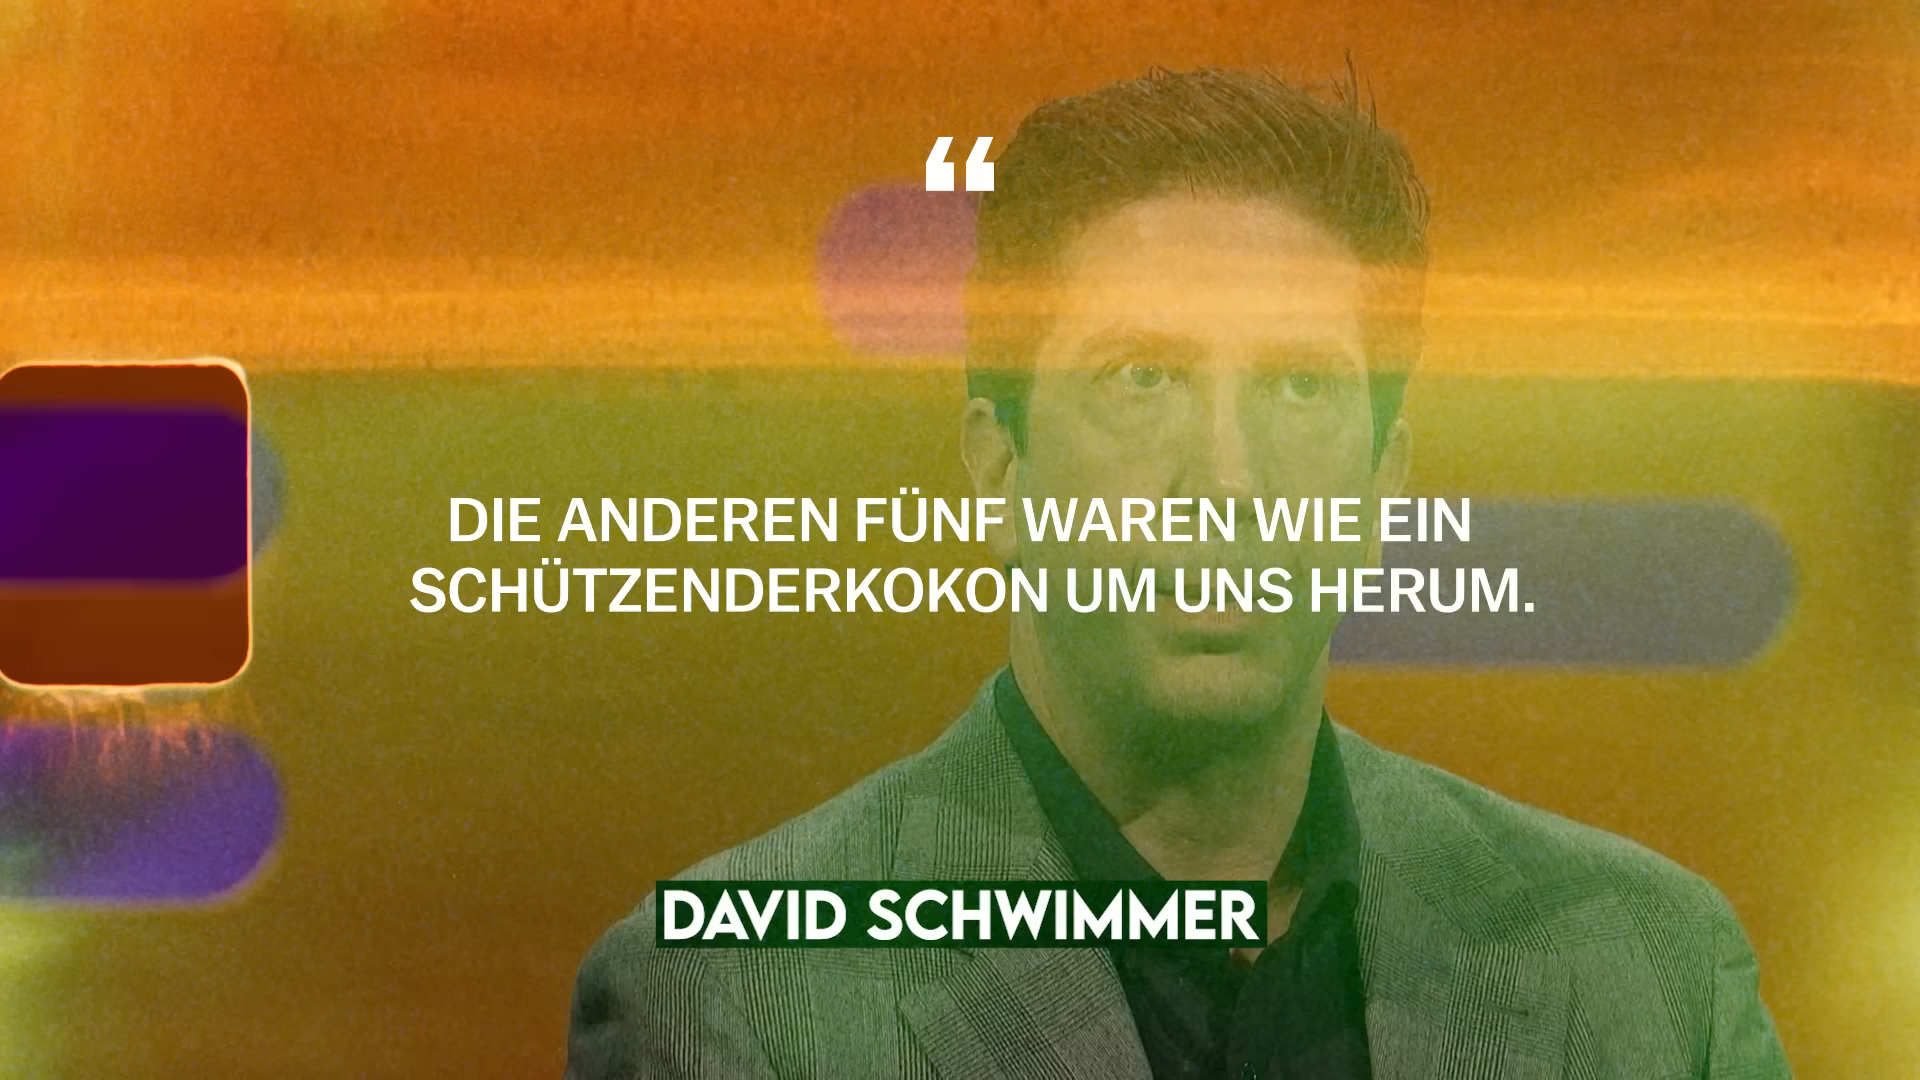 “
DIE ANDEREN FÜNF WAREN WIE EIN
SCHÜTZENDERKOKON UM UNS HERUM.
DAVID SCHWIMMER